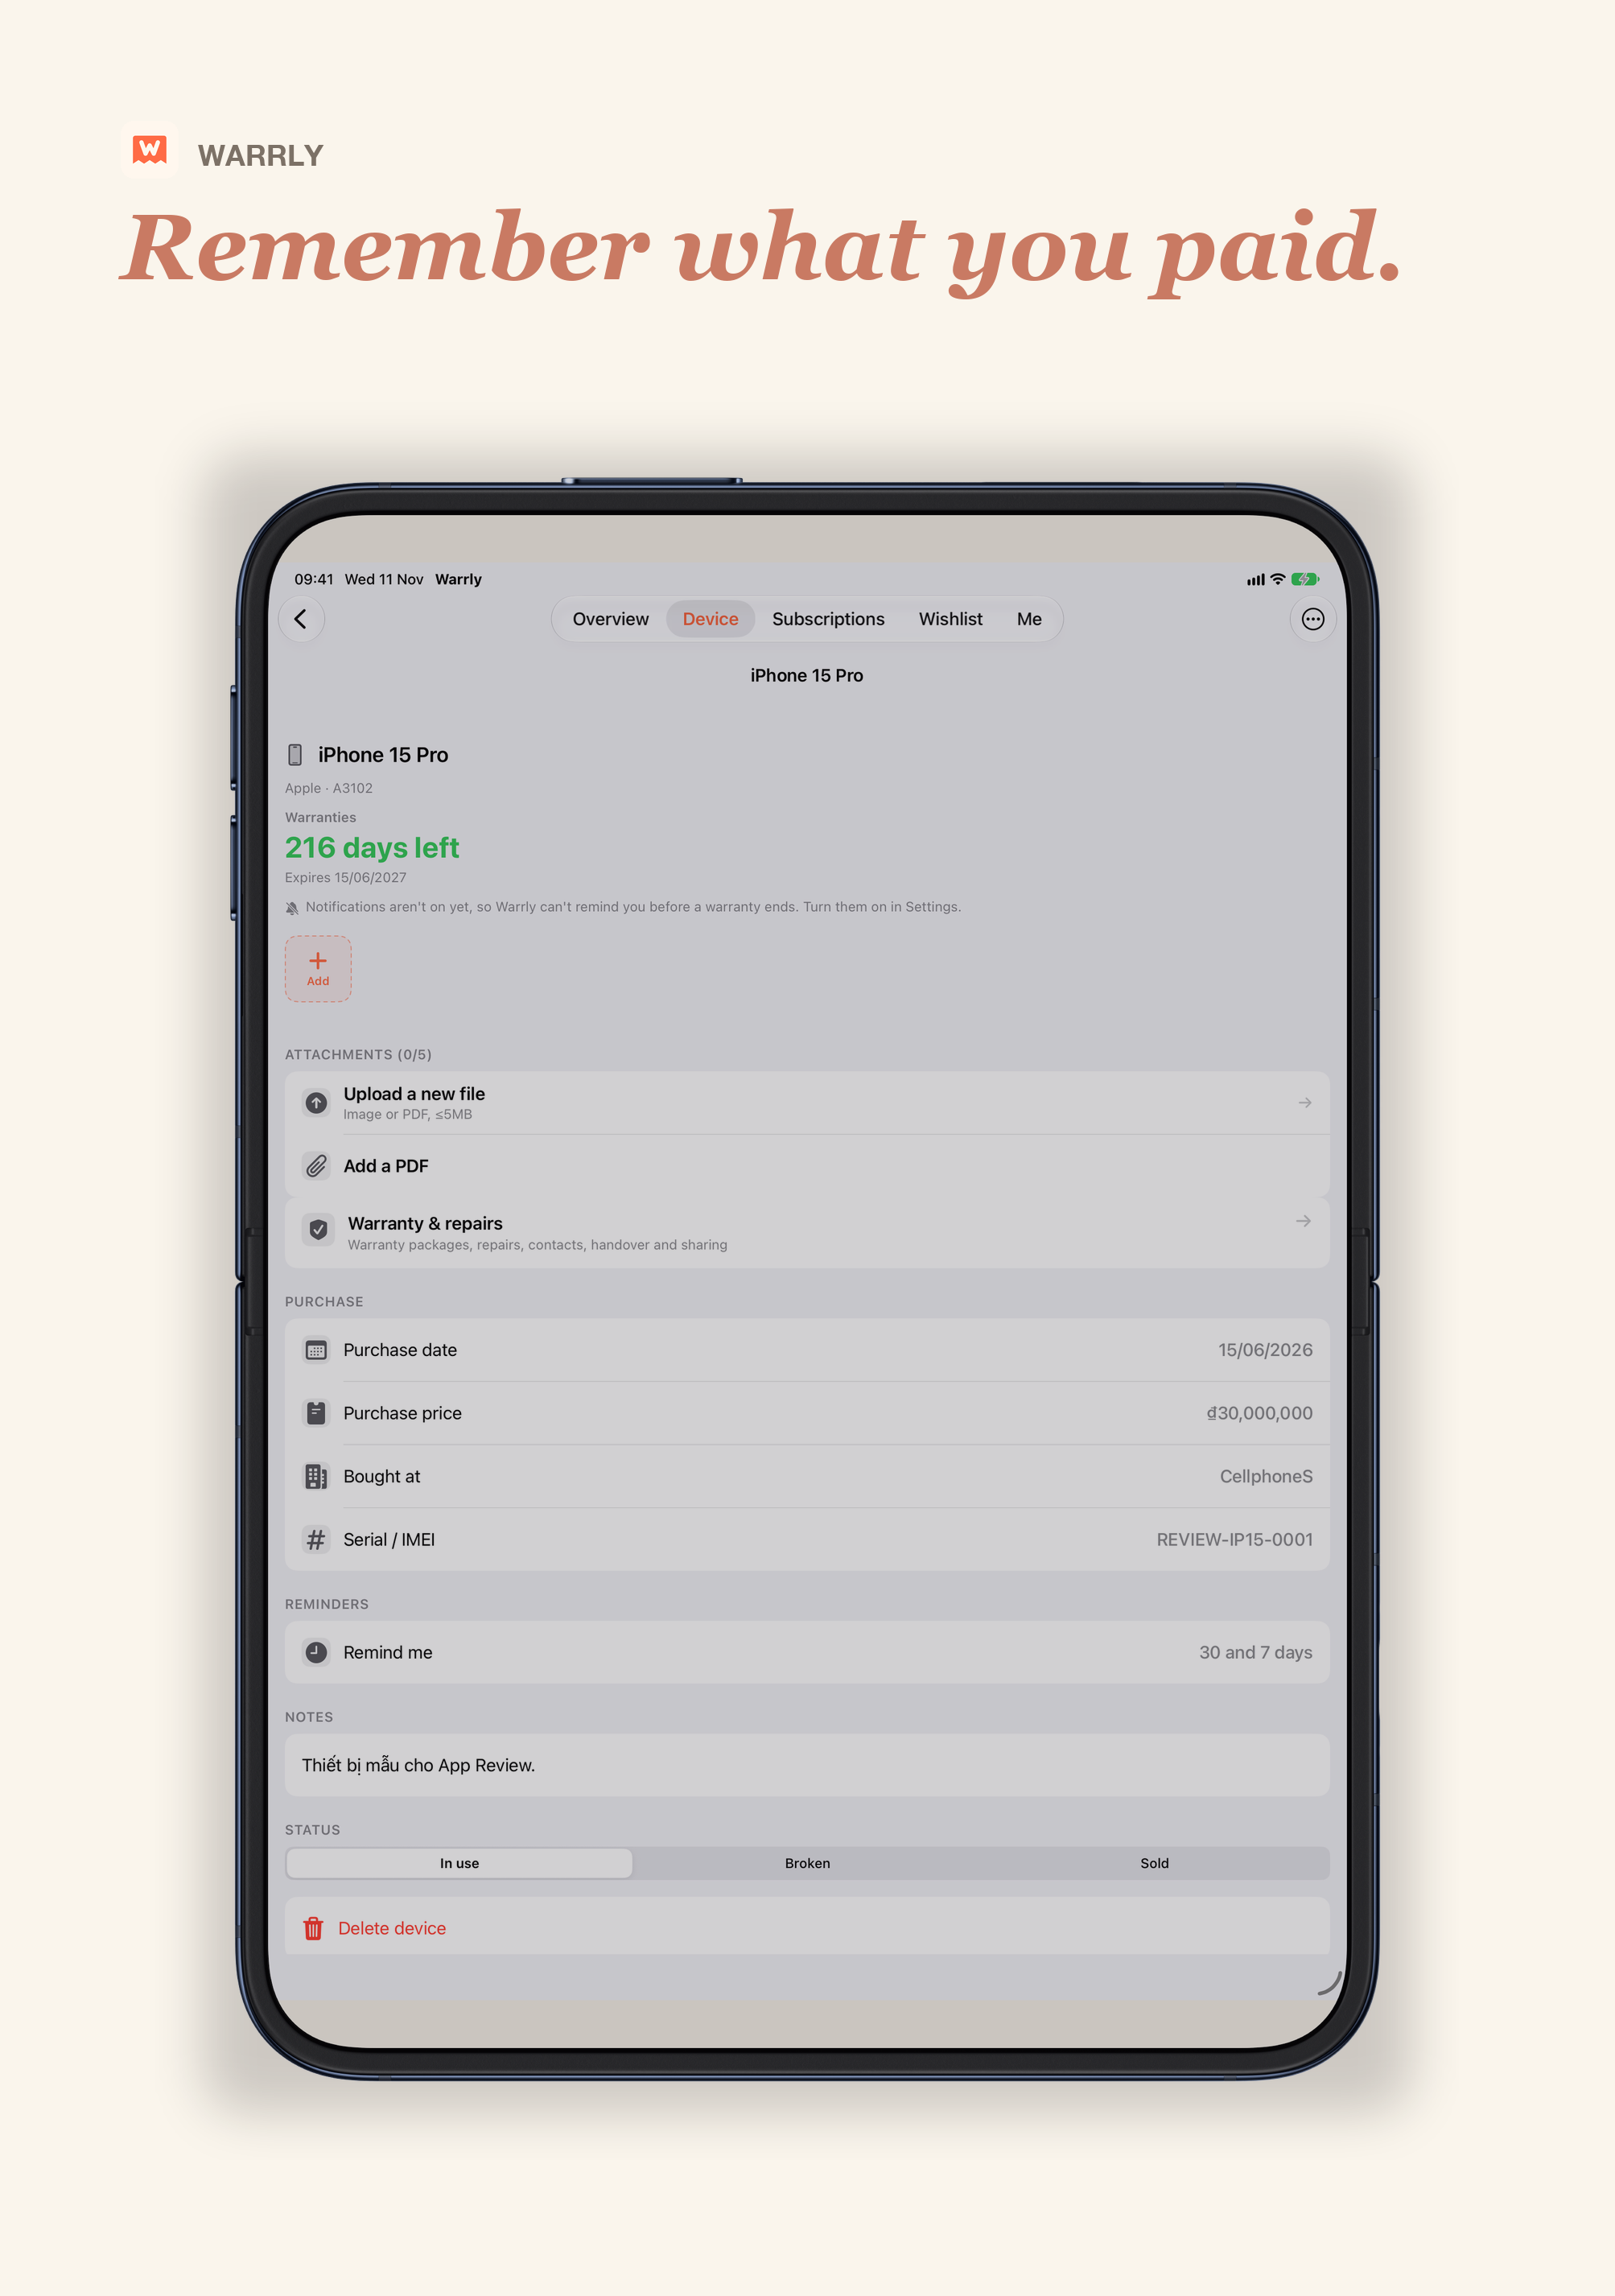 WARRLY
Remember what you paid.
09:41 Wed 11 Nov Warrly
Overview Device Subscriptions Wishlist Me
iPhone 15 Pro
iPhone 15 Pro
Apple · A3102
Warranties
216 days left
Expires 15/06/2027
Notifications aren't on yet, so Warrly can't remind you before a warranty ends. Turn them on in Settings.
Add
ATTACHMENTS (0/5)
Upload a new file
Image or PDF, ≤5MB
Add a PDF
Warranty & repairs
Warranty packages, repairs, contacts, handover and sharing
PURCHASE
Purchase date 15/06/2026
Purchase price ₫30,000,000
Bought at CellphoneS
Serial / IMEI REVIEW-IP15-0001
REMINDERS
Remind me 30 and 7 days
NOTES
Thiết bị mẫu cho App Review.
STATUS
In use Broken Sold
Delete device